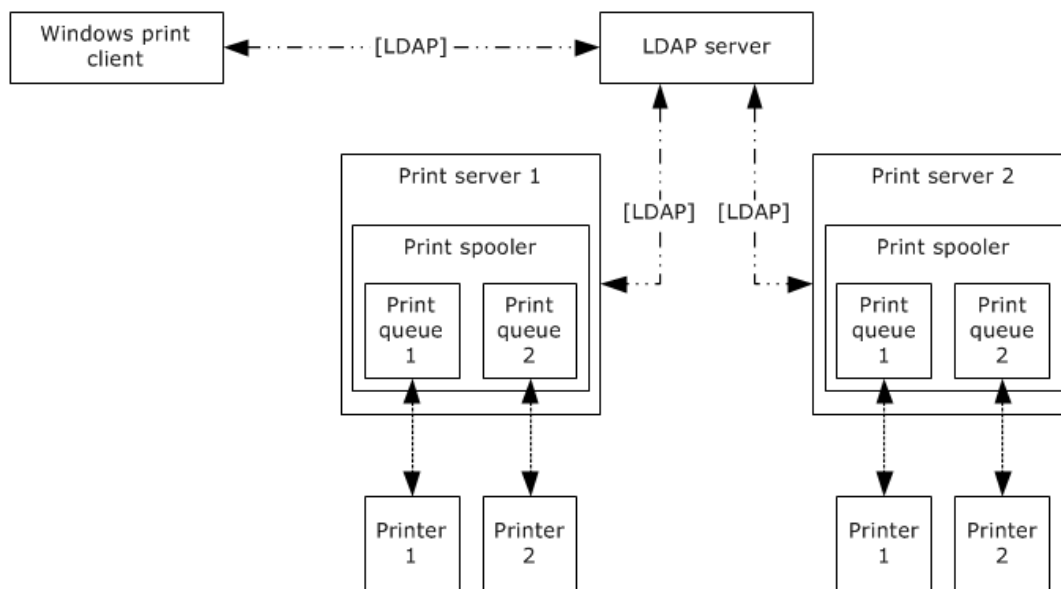 Windows print
client
[LDAP]
LDAP server
Print server 1
Print server 2
[LDAP]
[LDAP]
Print spooler
Print spooler
Print
queue
1
Print
queue
2
Print
queue
1
Print
queue
2
Printer
1
Printer
2
Printer
1
Printer
2